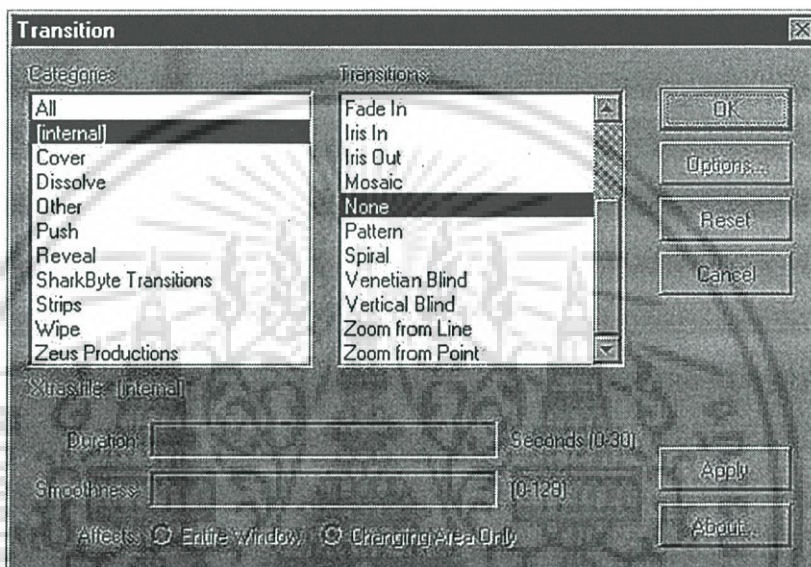 Transition
Categories:
All
[internal]
Cover
Dissolve
Other
Push
Reveal
SharkByte Transitions
Strips
Wipe
Zeus Productions
Transitions:
Fade In
Iris In
Iris Out
Mosaic
None
Pattern
Spiral
Venetian Blind
Vertical Blind
Zoom from Line
Zoom from Point
OK
Options...
Reset
Cancel
Xtras file: [internal]
Duration: Seconds (0-30)
Smoothness: (0-128)
Affects: Entire Window Changing Area Only
Apply
About...